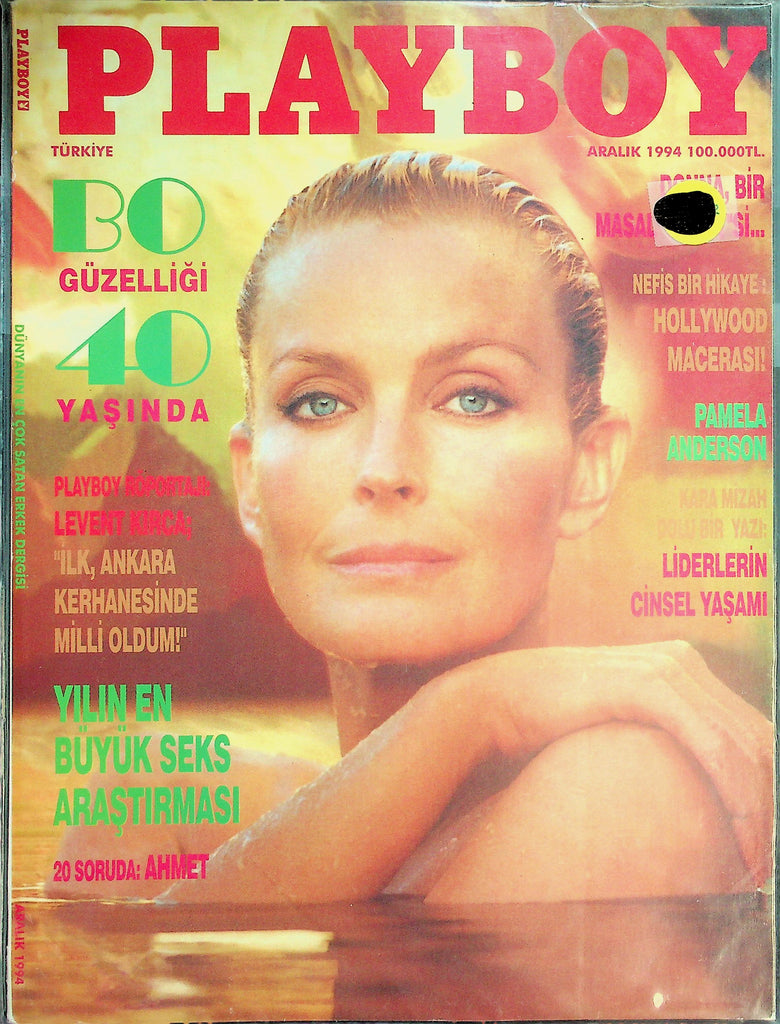 PLAYBOY
PLAYBOY
TÜRKİYE
ARALIK 1994 100.000TL.
BO
GÜZELLİĞİ
40
YAŞINDA
PLAYBOY RÖPORTAJI:
LEVENT KIRCA;
"İLK, ANKARA
KERHANESİNDE
MİLLİ OLDUM!"
YILIN EN
BÜYÜK SEKS
ARAŞTIRMASI
20 SORUDA: AHMET
DONNA, BİR
NEFİS BİR HİKAYE:
HOLLYWOOD
MACERASI!
PAMELA
ANDERSON
KARA MİZAH
DOLU BİR YAZI:
LİDERLERİN
CİNSEL YAŞAMI
DÜNYANIN EN ÇOK SATAN ERKEK DERGİSİ
ARALIK 1994